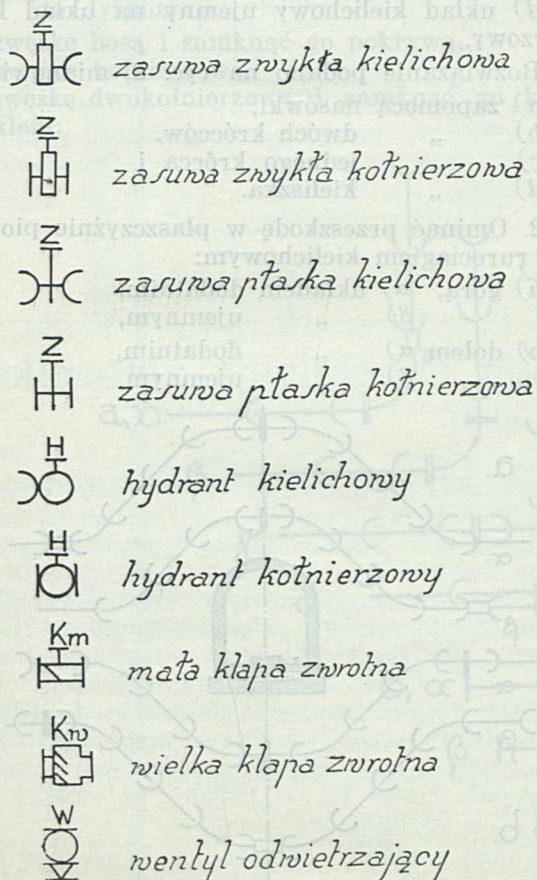 Z zasuwa zwykła kielichowa
Z zasuwa zwykła kołnierzowa
Z zasuwa płaska kielichowa
Z zasuwa płaska kołnierzowa
H hydrant kielichowy
H hydrant kołnierzowy
Km mała klapa zwrotna
Kw wielka klapa zwrotna
W wentyl odwietrzający